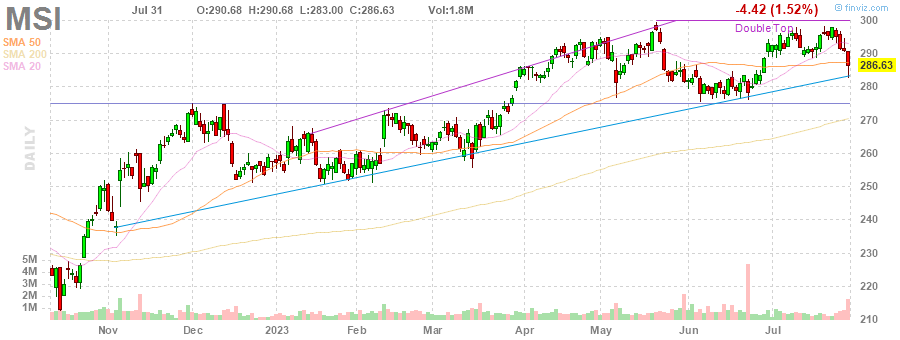 MSI Jul 31 O:290.68 H:290.68 L:283.00 C:286.63 Vol:1.8M -4.42 (1.52%)
© finviz.com
SMA 50
SMA 200
SMA 20
Double Top
300
290
286.63
280
270
260
250
240
230
220
210
DAILY
5M
4M
3M
2M
1M
Nov Dec 2023 Feb Mar Apr May Jun Jul